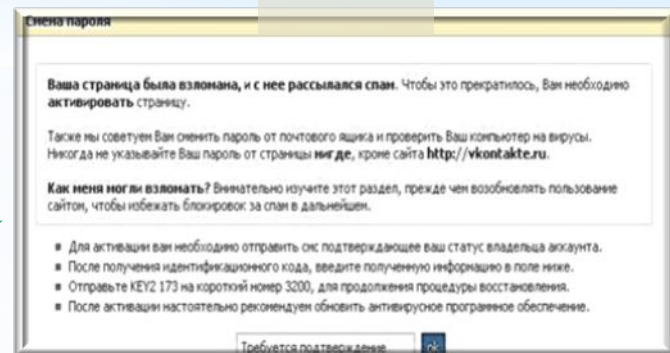 Смена пароля
Ваша страница была взломана, и с нее рассылался спам. Чтобы это прекратилось, Вам необходимо
активировать страницу.
Также мы советуем Вам сменить пароль от почтового ящика и проверить Ваш компьютер на вирусы.
Никогда не указывайте Ваш пароль от страницы нигде, кроме сайта http://vkontakte.ru.
Как меня могли взломать? Внимательно изучите этот раздел, прежде чем возобновлять пользование
сайтом, чтобы избежать блокировок за спам в дальнейшем.
Для активации вам необходимо отправить смс подтверждающее ваш статус владельца аккаунта.
После получения идентификационного кода, введите полученную информацию в поле ниже.
Отправьте KEY2 173 на короткий номер 3200, для продолжения процедуры восстановления.
После активации настоятельно рекомендуем обновить антивирусное программное обеспечение.
Требуется подтверждение ok